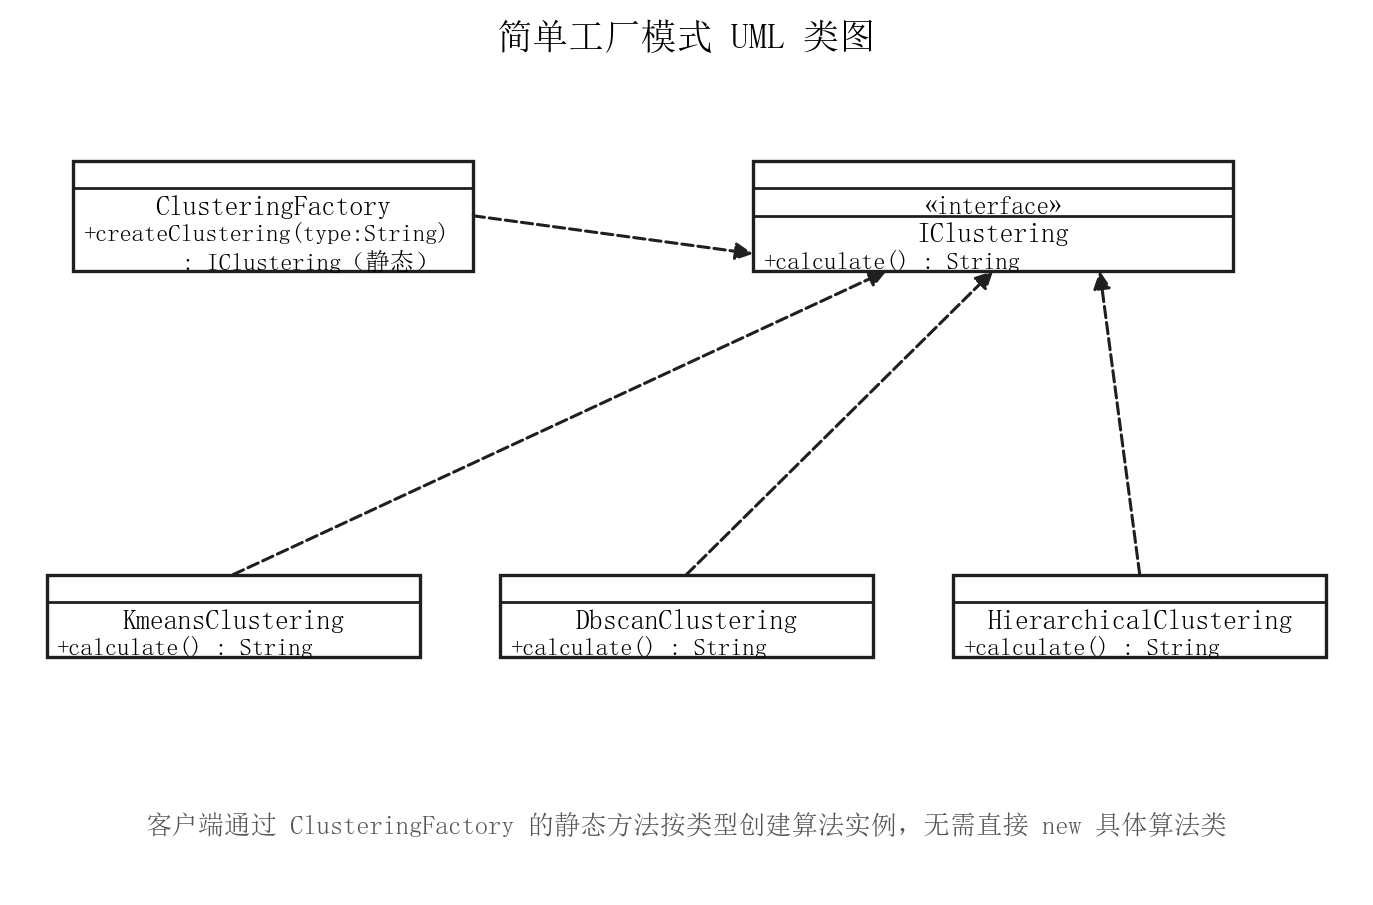 简单工厂模式 UML 类图
ClusteringFactory
+createClustering(type:String)
: IClustering（静态）
«interface»
IClustering
+calculate() : String
KmeansClustering
+calculate() : String
DbscanClustering
+calculate() : String
HierarchicalClustering
+calculate() : String
客户端通过 ClusteringFactory 的静态方法按类型创建算法实例，无需直接 new 具体算法类